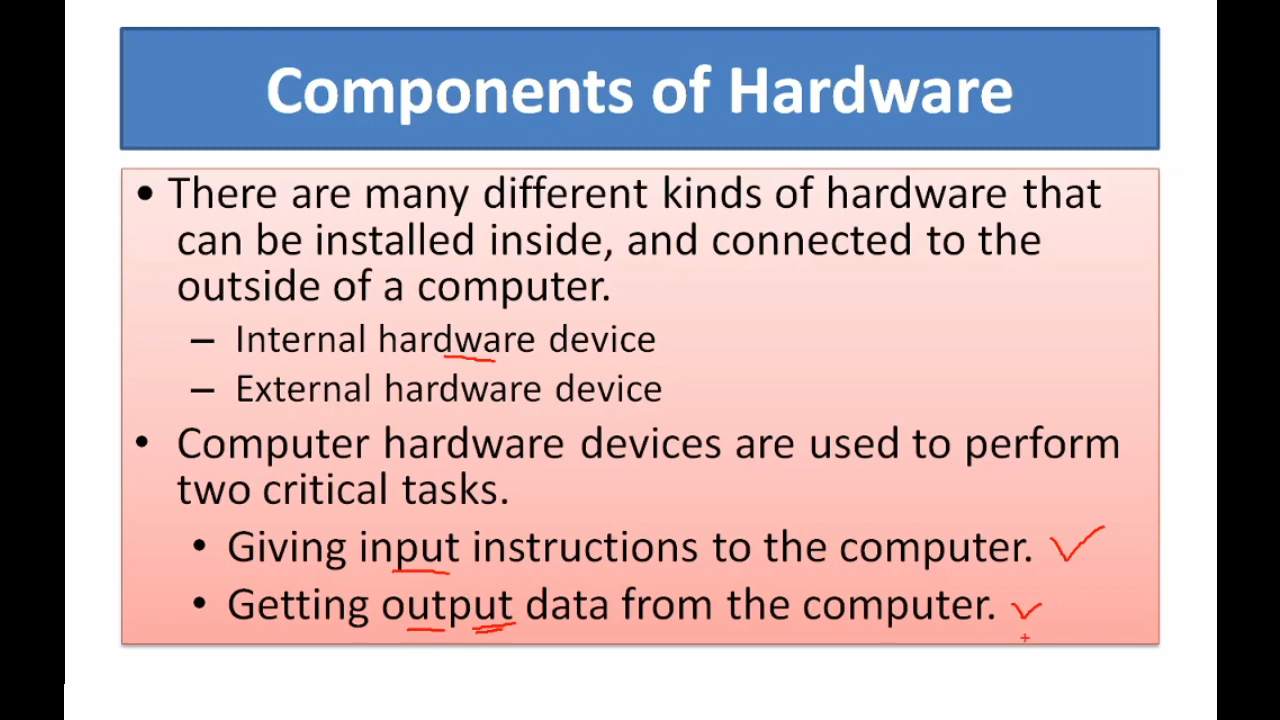 Components of Hardware
• There are many different kinds of hardware that
can be installed inside, and connected to the
outside of a computer.
– Internal hardware device
– External hardware device
• Computer hardware devices are used to perform
two critical tasks.
• Giving input instructions to the computer.
• Getting output data from the computer.